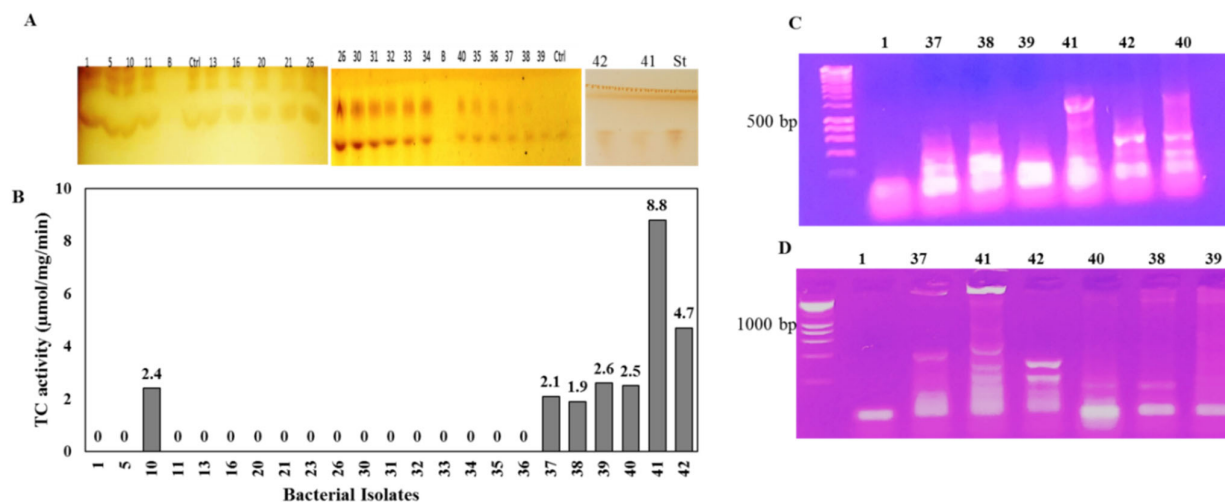 A
1 5 10 11 B Ctrl 13 16 20 21 26
26 30 31 32 33 34 B 40 35 36 37 38 39 Ctrl
42 41 St
B
TC activity (µmol/mg/min)
10
8
6
4
2
0
0 0 2.4 0 0 0 0 0 0 0 0 0 0 0 0 0 0 2.1 1.9 2.6 2.5 8.8 4.7
1 5 10 11 13 16 20 21 23 26 30 31 32 33 34 35 36 37 38 39 40 41 42
Bacterial Isolates
C
1 37 38 39 41 42 40
500 bp
D
1 37 41 42 40 38 39
1000 bp